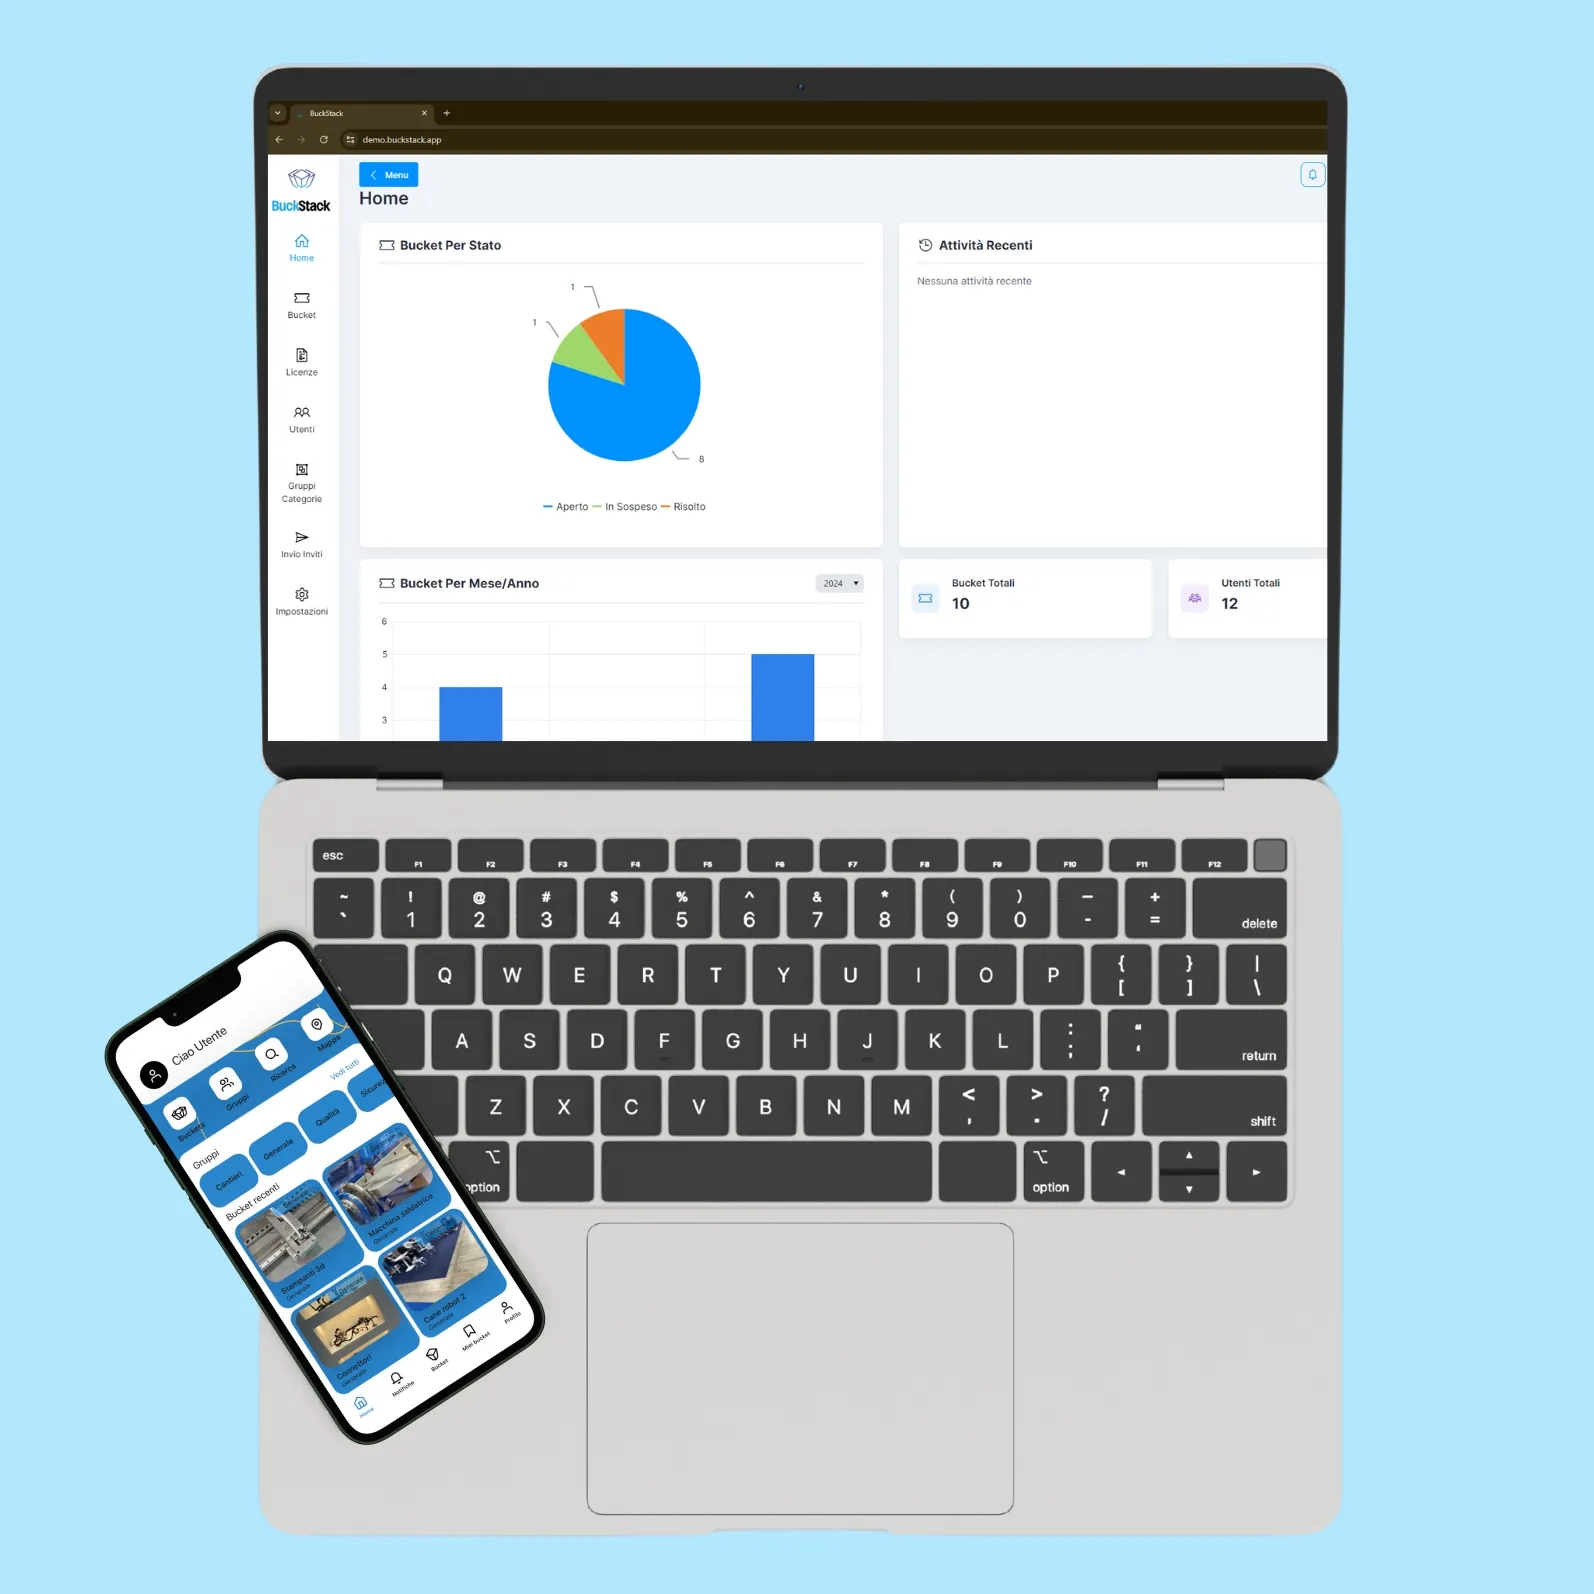 BuckStack
demo.buckstack.app
BuckStack
Menu
Home
Home
Bucket
Licenze
Utenti
Gruppi
Categorie
Invio Inviti
Impostazioni
Bucket Per Stato
1
1
8
Aperto
In Sospeso
Risolto
Attività Recenti
Nessuna attività recente
Bucket Per Mese/Anno
2024
6
5
4
3
Bucket Totali
10
Utenti Totali
12
esc F1 F2 F3 F4 F5 F6 F7 F8 F9 F10 F11 F12
~ ! @ # $ % ^ & * ( ) — +
` 1 2 3 4 5 6 7 8 9 0 - = delete
Q W E R T Y U I O P { } |
[ ] \
A S D F G H J K L : “
; ‘ return
Z X C V B N M < > ?
, . / shift
option option
Ciao Utente
Buckets
Gruppi
Ricerca
Mappa
Gruppi
Vedi tutti
Cantieri
Generale
Qualità
Bucket recenti
Generale
Stampanti 3d
Generale
Generale
Macchina saldatrice
Generale
Generale
Connettori
Generale
Cane robot 2
Generale
Home
Notifiche
Bucket
Miei bucket
Profilo